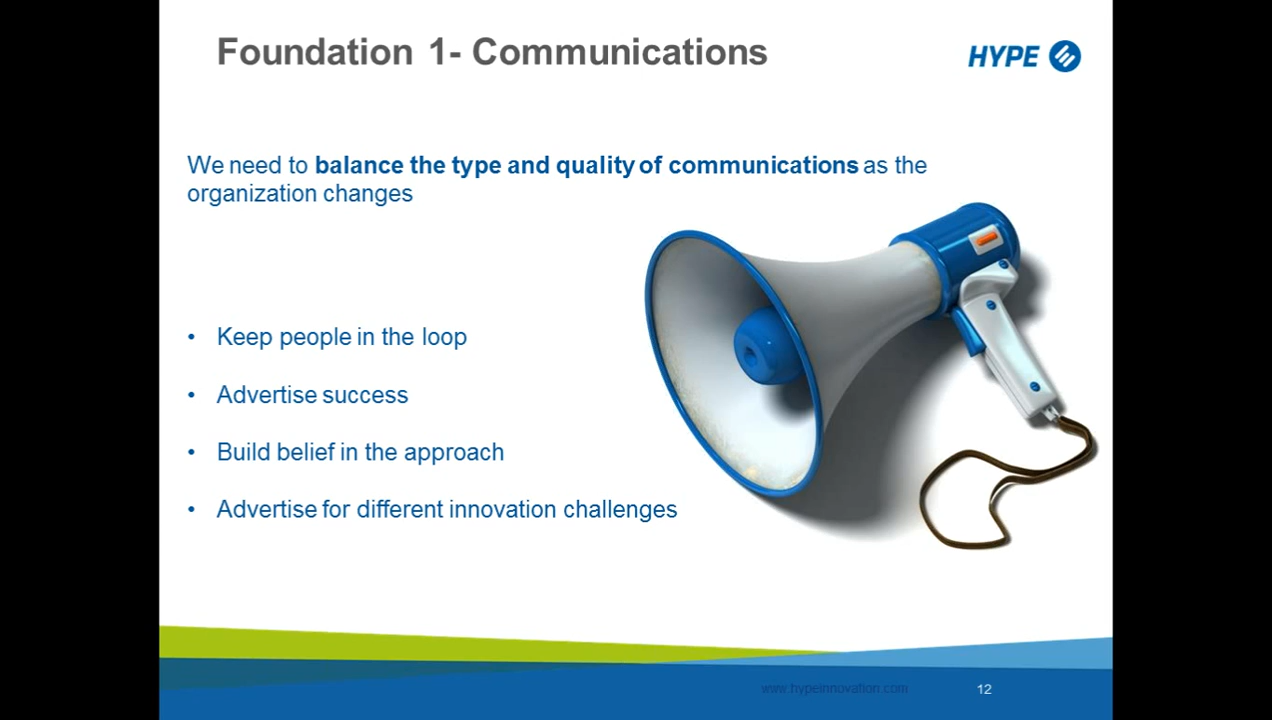 Foundation 1- Communications
HYPE
We need to balance the type and quality of communications as the
organization changes
• Keep people in the loop
• Advertise success
• Build belief in the approach
• Advertise for different innovation challenges
www.hypeinnovation.com
12